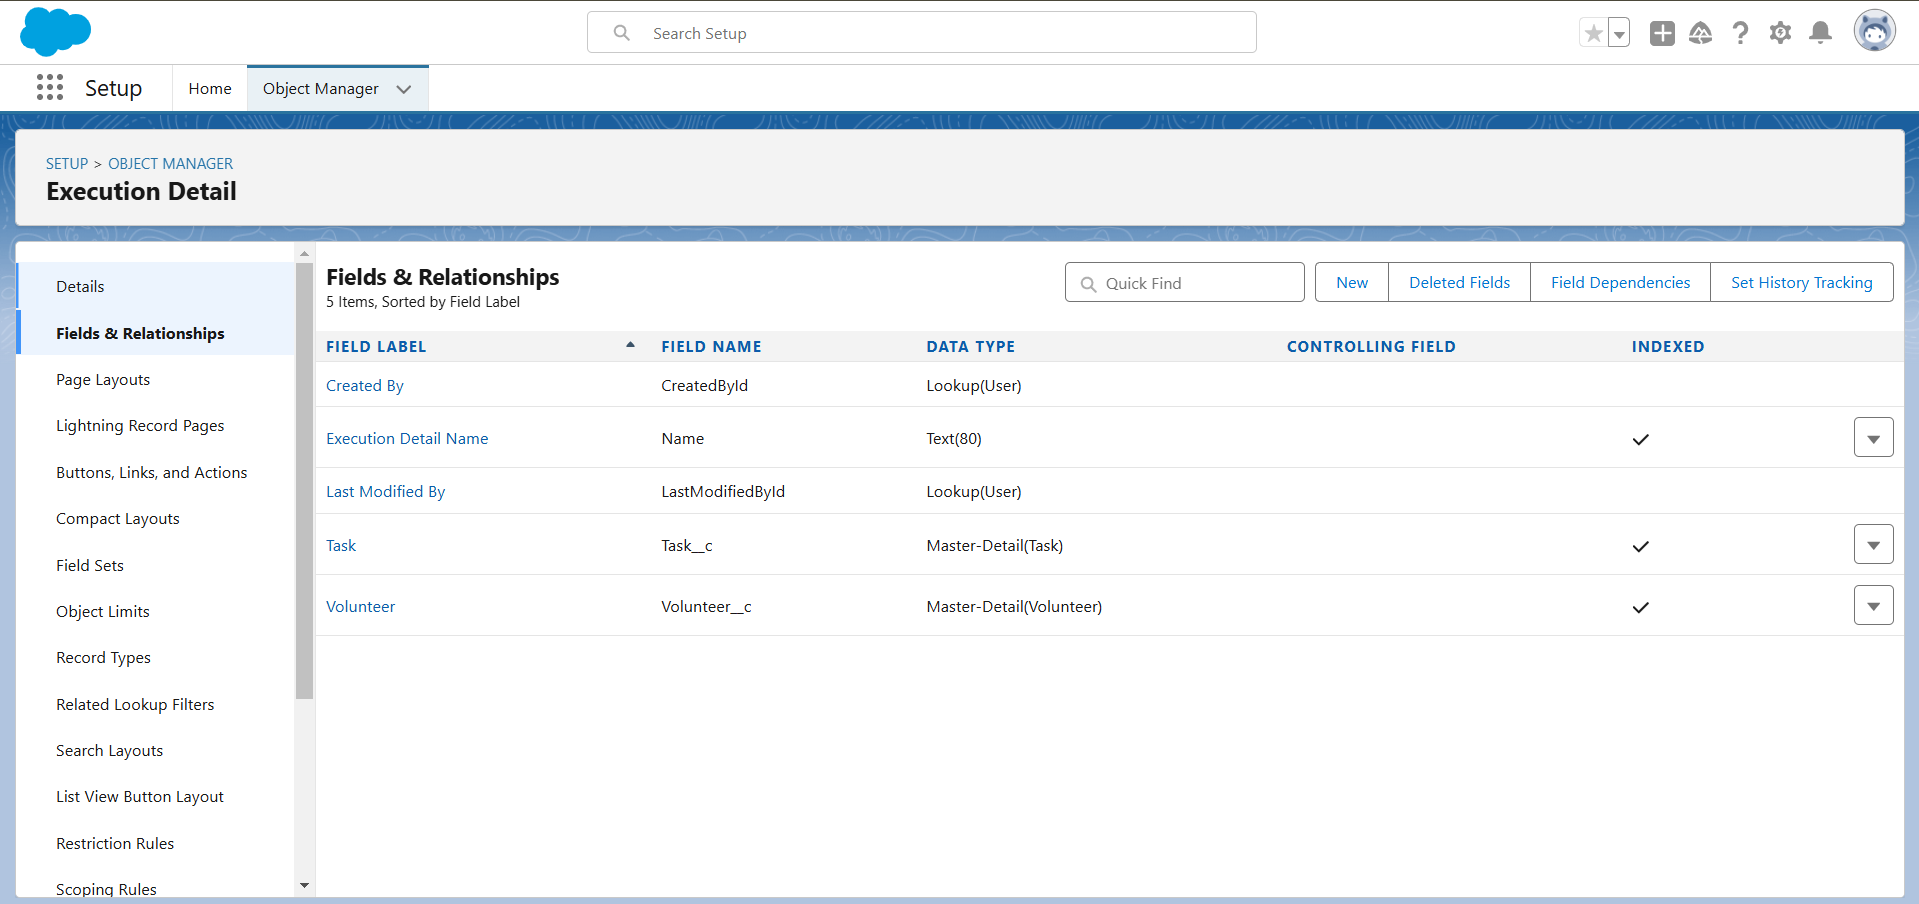 Search Setup
Setup
Home
Object Manager
SETUP > OBJECT MANAGER
Execution Detail
Details
Fields & Relationships
Page Layouts
Lightning Record Pages
Buttons, Links, and Actions
Compact Layouts
Field Sets
Object Limits
Record Types
Related Lookup Filters
Search Layouts
List View Button Layout
Restriction Rules
Scoping Rules
Fields & Relationships
5 Items, Sorted by Field Label
Quick Find
New
Deleted Fields
Field Dependencies
Set History Tracking
FIELD LABEL FIELD NAME DATA TYPE CONTROLLING FIELD INDEXED
Created By CreatedById Lookup(User)
Execution Detail Name Name Text(80)
Last Modified By LastModifiedById Lookup(User)
Task Task__c Master-Detail(Task)
Volunteer Volunteer__c Master-Detail(Volunteer)